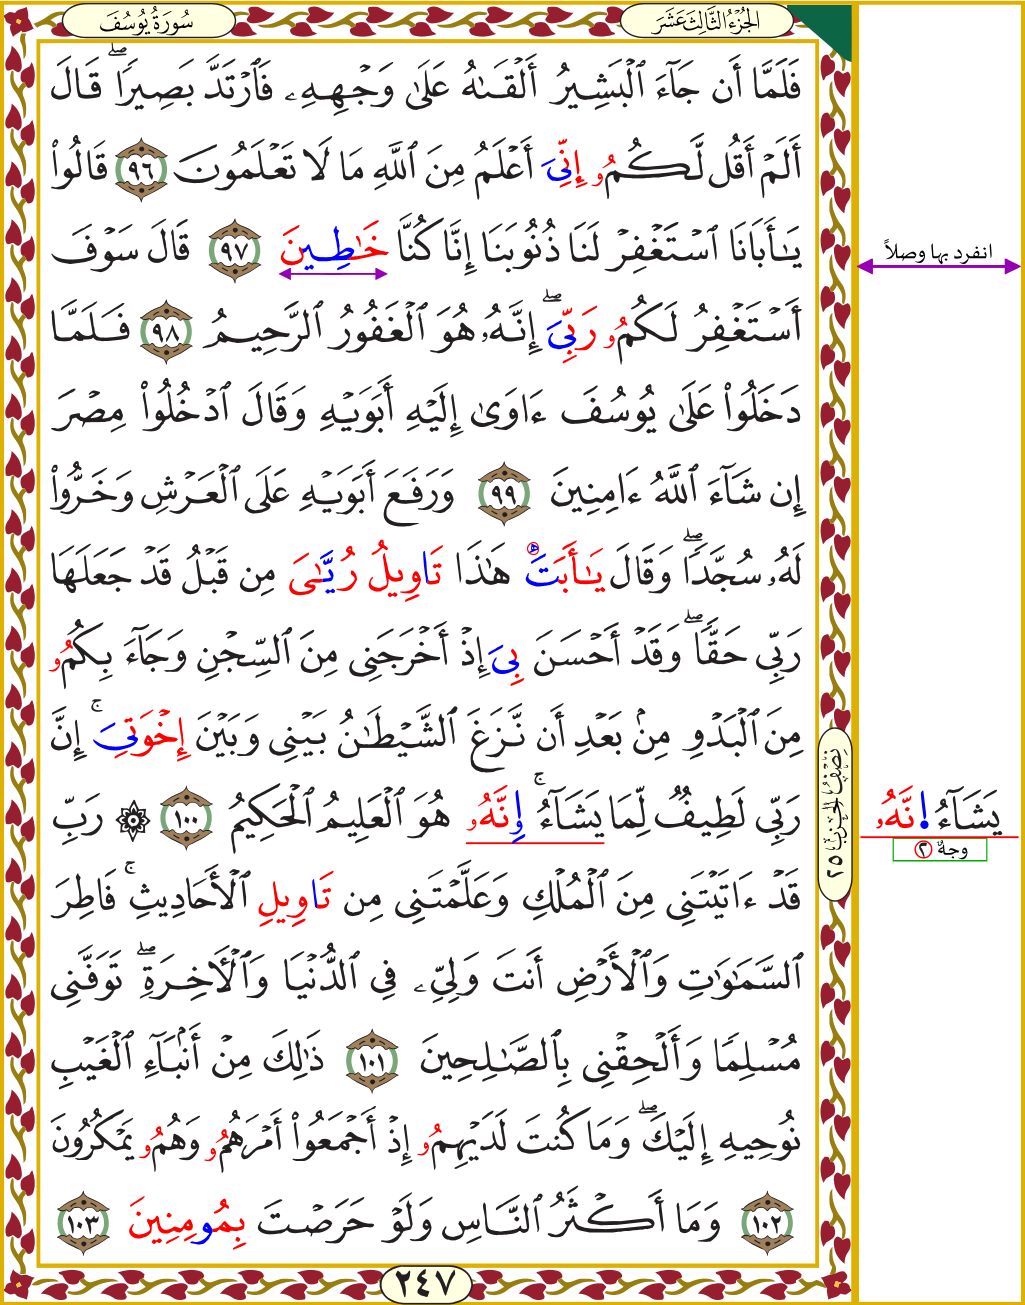 سُورَةُ يُوسُفَ
الجُزْءُ الثَّالِثَ عَشَرَ
فَلَمَّآ أَن جَآءَ ٱلْبَشِيرُ أَلْقَىٰهُ عَلَىٰ وَجْهِهِۦ فَٱرْتَدَّ بَصِيرٗاۖ قَالَ
أَلَمْ أَقُل لَّكُمُۥ إِنِّيَ أَعْلَمُ مِنَ ٱللَّهِ مَا لَا تَعْلَمُونَ ٩٦ قَالُواْ
يَٰٓأَبَانَا ٱسْتَغْفِرْ لَنَا ذُنُوبَنَآ إِنَّا كُنَّا خَٰطِينَ ٩٧ قَالَ سَوْفَ
أَسْتَغْفِرُ لَكُمُۥ رَبِّيَۖ إِنَّهُۥ هُوَ ٱلْغَفُورُ ٱلرَّحِيمُ ٩٨ فَلَمَّا
دَخَلُواْ عَلَىٰ يُوسُفَ ءَاوَىٰٓ إِلَيْهِ أَبَوَيْهِ وَقَالَ ٱدْخُلُواْ مِصْرَ
إِن شَآءَ ٱللَّهُ ءَامِنِينَ ٩٩ وَرَفَعَ أَبَوَيْهِ عَلَى ٱلْعَرْشِ وَخَرُّواْ
لَهُۥ سُجَّدٗاۖ وَقَالَ يَٰٓأَبَتَ هَٰذَا تَاوِيلُ رُيَّٰيَ مِن قَبْلُ قَدْ جَعَلَهَا
رَبِّي حَقّٗاۖ وَقَدْ أَحْسَنَ بِيَ إِذْ أَخْرَجَنِي مِنَ ٱلسِّجْنِ وَجَآءَ بِكُمُۥ
مِنَ ٱلْبَدْوِ مِنۢ بَعْدِ أَن نَّزَغَ ٱلشَّيْطَٰنُ بَيْنِي وَبَيْنَ إِخْوَتِيَۚ إِنَّ
رَبِّي لَطِيفٞ لِّمَا يَشَآءُۚ وِنَّهُۥ هُوَ ٱلْعَلِيمُ ٱلْحَكِيمُ ١٠٠ ۞ رَبِّ
قَدْ ءَاتَيْتَنِي مِنَ ٱلْمُلْكِ وَعَلَّمْتَنِي مِن تَاوِيلِ ٱلْأَحَادِيثِۚ فَاطِرَ
ٱلسَّمَٰوَٰتِ وَٱلْأَرْضِ أَنتَ وَلِيِّۦ فِي ٱلدُّنْيَا وَٱلْأٓخِرَةِۖ تَوَفَّنِي
مُسْلِمٗا وَأَلْحِقْنِي بِٱلصَّٰلِحِينَ ١٠١ ذَٰلِكَ مِنْ أَنۢبَآءِ ٱلْغَيْبِ
نُوحِيهِ إِلَيْكَۖ وَمَا كُنتَ لَدَيْهِمُۥ إِذْ أَجْمَعُوٓاْ أَمْرَهُمُۥ وَهُمُۥ يَمْكُرُونَ
١٠٢ وَمَآ أَكْثَرُ ٱلنَّاسِ وَلَوْ حَرَصْتَ بِمُومِنِينَ ١٠٣
٢٤٧
انفرد بها وصلاً
نِصْفُ الحِزْب ٢٥
يَشَآءُ ا۪نَّهُۥ
وجهٌ ٢